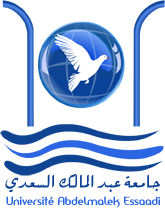 جامعة عبد المالك السعدي
Université Abdelmalek Essaadi